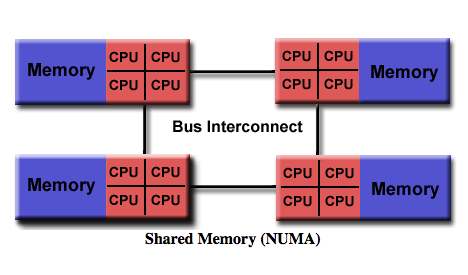 Memory CPU CPU CPU CPU Memory
CPU CPU CPU CPU
Bus Interconnect
Memory CPU CPU CPU CPU Memory
CPU CPU CPU CPU
Shared Memory (NUMA)